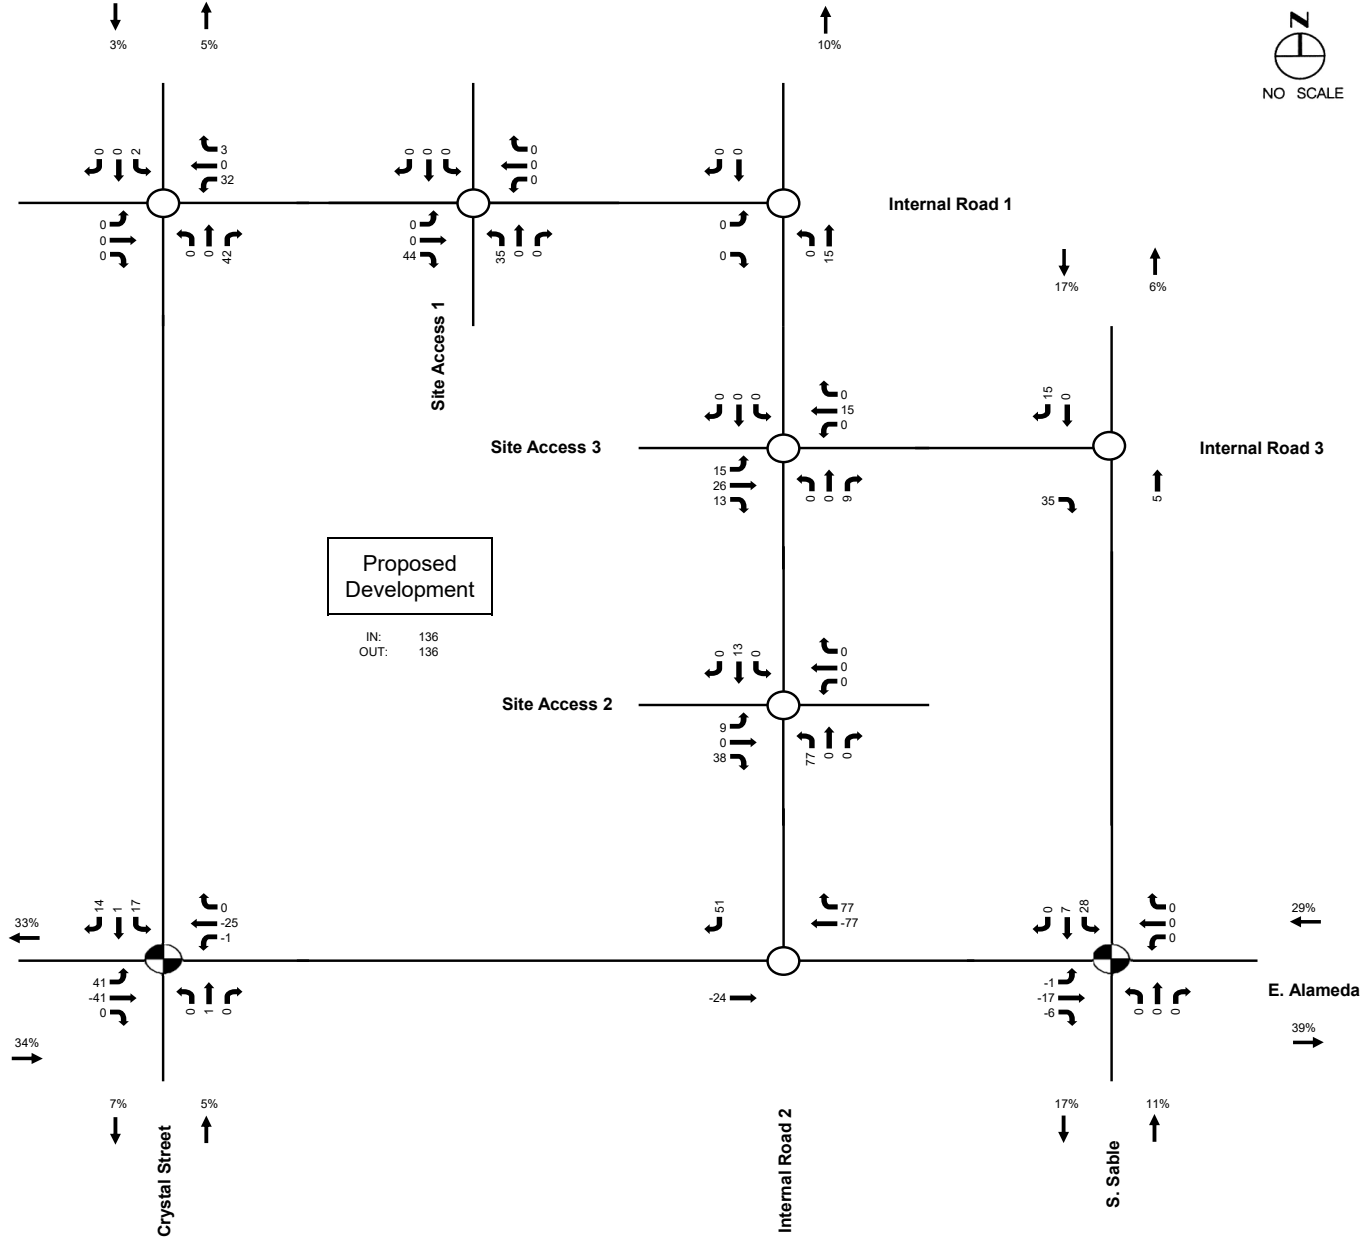 3% 5% 10%
N
NO SCALE
0 0 2 3
0
32
0
0
0
0 0 42
0 0 0 0
0
0
0
0
44
35 0 0
0 0
0
0
0 15
Internal Road 1
Site Access 1
17% 6%
Site Access 3
0 0 0 0
15
0
15
26
13
0 0 9
15 0
35
5
Internal Road 3
Proposed
Development
IN: 136
OUT: 136
Site Access 2
0 13 0 0
0
0
9
0
38
77 0 0
33%
14 1 17 0
-25
-1
41
-41
0
0 1 0
34%
51 77
-77
-24
0 7 28 0
0
0
-1
-17
-6
0 0 0
29%
E. Alameda
39%
7% 5%
17% 11%
Crystal Street
Internal Road 2
S. Sable